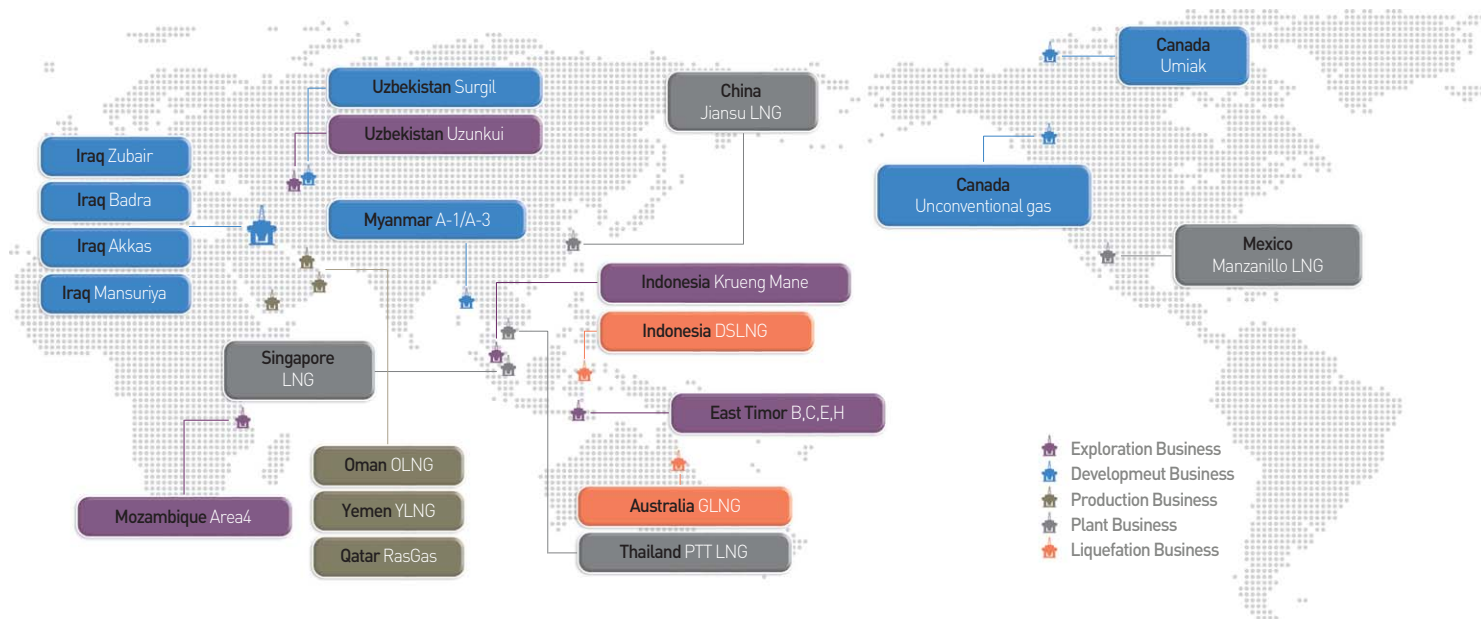 Canada
Umiak
Uzbekistan Surgil
China
Jiansu LNG
Uzbekistan Uzunkui
Iraq Zubair
Iraq Badra
Iraq Akkas
Iraq Mansuriya
Myanmar A-1/A-3
Canada
Unconventional gas
Mexico
Manzanillo LNG
Indonesia Krueng Mane
Indonesia DSLNG
Singapore
LNG
East Timor B,C,E,H
Oman OLNG
Yemen YLNG
Qatar RasGas
Mozambique Area4
Australia GLNG
Thailand PTT LNG
Exploration Business
Developmeut Business
Production Business
Plant Business
Liquefation Business